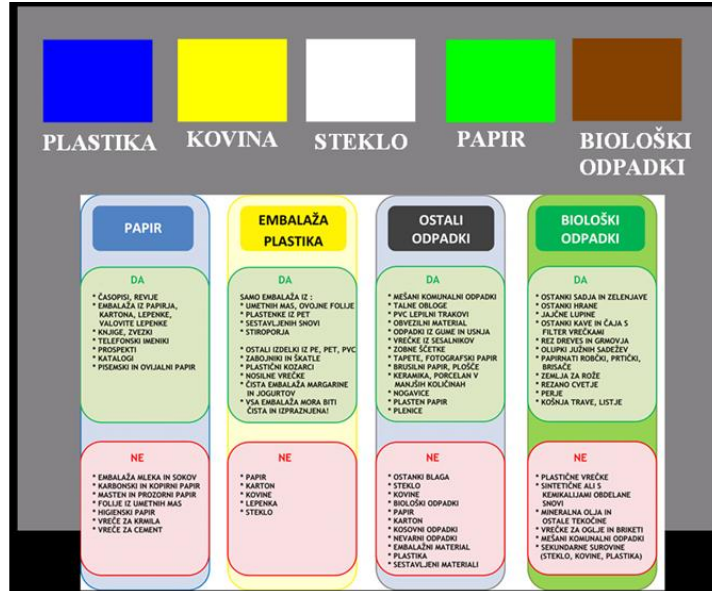 PLASTIKA
KOVINA
STEKLO
PAPIR
BIOLOŠKI
ODPADKI
PAPIR
DA
* ČASOPISI, REVIJE
* EMBALAŽA IZ PAPIRJA,
KARTONA, LEPENKE,
VALOVITE LEPENKE
* KNJIGE, ZVEZKI
* TELEFONSKI IMENIKI
* PROSPEKTI
* KATALOGI
* PISEMSKI IN OVIJALNI PAPIR
NE
* EMBALAŽA MLEKA IN SOKOV
* KARBONSKI IN KOPIRNI PAPIR
* MASTEN IN PROZORNI PAPIR
* FOLIJE IZ UMETNIH MAS
* HIGIENSKI PAPIR
* VREČE ZA KRMILA
* VREČE ZA CEMENT
EMBALAŽA
PLASTIKA
DA
SAMO EMBALAŽA IZ :
* UMETNIH MAS, OVOJNE FOLIJE
* PLASTENKE IZ PET
* SESTAVLJENIH SNOVI
* STIROPORJA
* OSTALI IZDELKI IZ PE, PET, PVC
* ZABOJNIKI IN ŠKATLE
* PLASTIČNI KOZARCI
* NOSILNE VREČKE
* ČISTA EMBALAŽA MARGARINE
IN JOGURTOV
* VSA EMBALAŽA MORA BITI
ČISTA IN IZPRAZNJENA!
NE
* PAPIR
* KARTON
* KOVINE
* LEPENKA
* STEKLO
OSTALI
ODPADKI
DA
* MEŠANI KOMUNALNI ODPADKI
* TALNE OBLOGE
* PVC LEPILNI TRAKOVI
* OBVEZILNI MATERIAL
* ODPADKI IZ GUME IN USNJA
* VREČKE IZ SESALNIKOV
* ZOBNE ŠČETKE
* TAPETE, FOTOGRAFSKI PAPIR
* BRUSILNI PAPIR, PLOŠČE
* KERAMIKA, PORCELAN V
MANJŠIH KOLIČINAH
* NOGAVICE
* PLASTEN PAPIR
* PLENICE
NE
* OSTANKI BLAGA
* STEKLO
* KOVINE
* BIOLOŠKI ODPADKI
* PAPIR
* KARTON
* KOSOVNI ODPADKI
* NEVARNI ODPADKI
* EMBALAŽNI MATERIAL
* PLASTIKA
* SESTAVLJENI MATERIALI
BIOLOŠKI
ODPADKI
DA
* OSTANKI SADJA IN ZELENJAVE
* OSTANKI HRANE
* JAJČNE LUPINE
* OSTANKI KAVE IN ČAJA S
FILTER VREČKAMI
* REZ DREVES IN GRMOVJA
* OLUPKI JUŽNIH SADEŽEV
* PAPIRNATI ROBČKI, PRTIČKI,
BRISAČE
* ZEMLJA ZA ROŽE
* REZANO CVETJE
* PERJE
* KOŠNJA TRAVE, LISTJE
NE
* PLASTIČNE VREČKE
* SINTETIČNE ALI S
KEMIKALIJAMI OBDELANE
SNOVI
* MINERALNA OLJA IN
OSTALE TEKOČINE
* VREČKE ZA OGLJE IN BRIKETI
* MEŠANI KOMUNALNI ODPADKI
* SEKUNDARNE SUROVINE
(STEKLO, KOVINE, PLASTIKA)